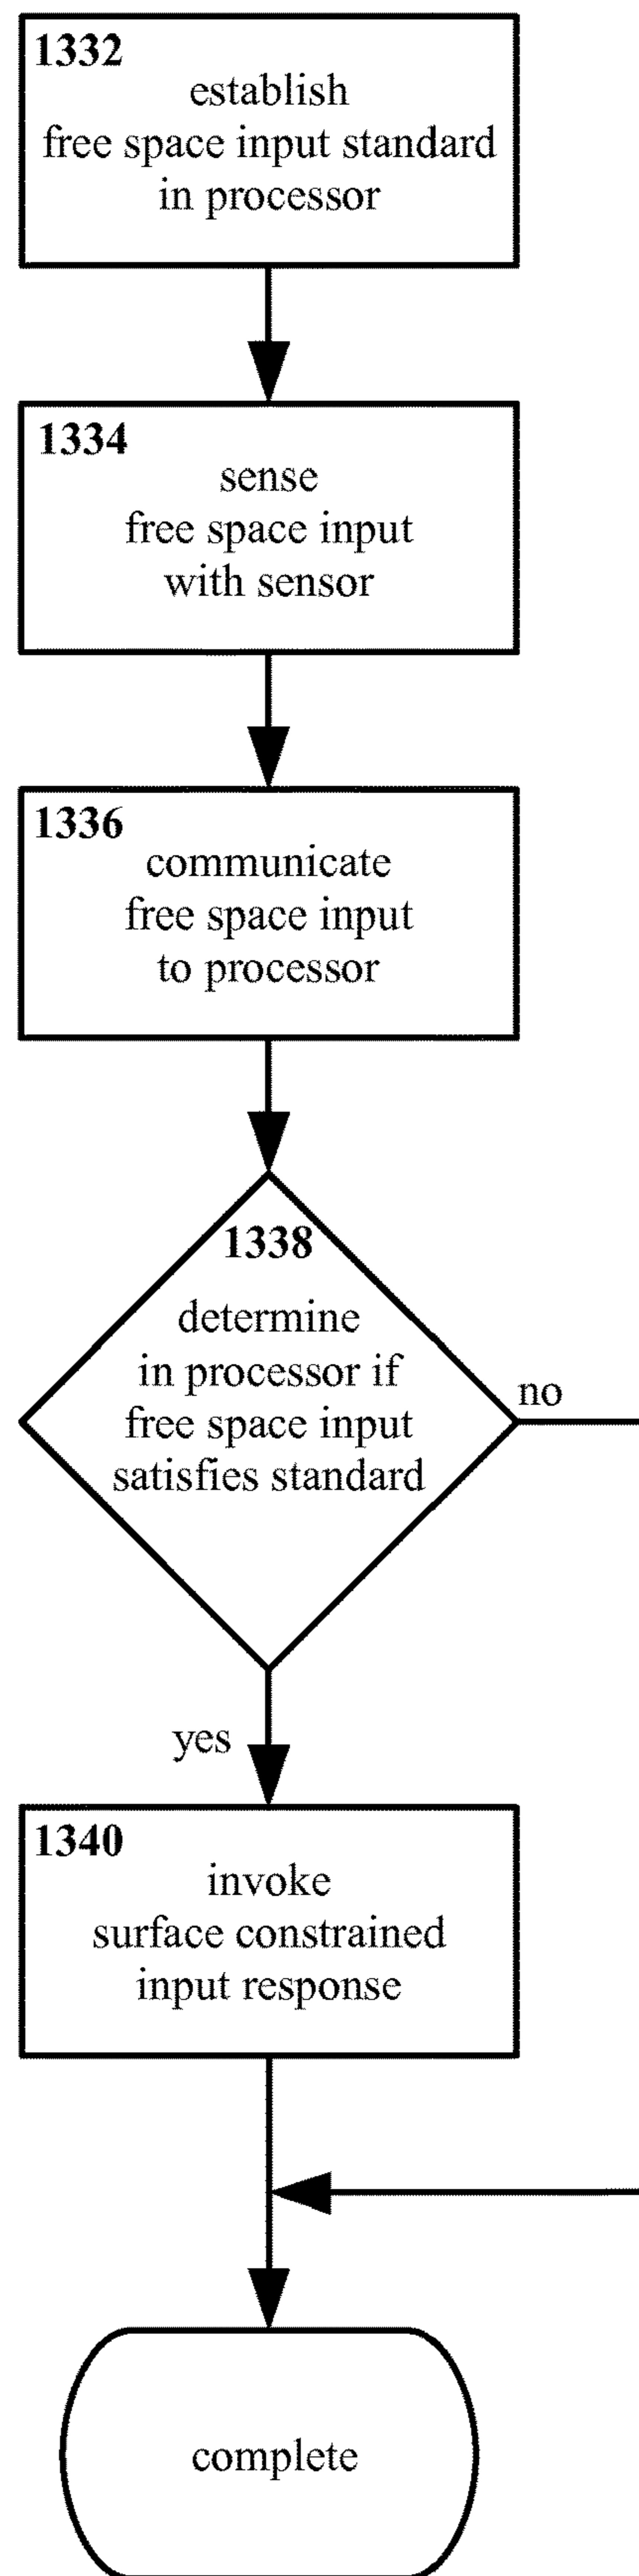 1332
establish
free space input standard
in processor
1334
sense
free space input
with sensor
1336
communicate
free space input
to processor
1338
determine
in processor if
free space input
satisfies standard
no
yes
1340
invoke
surface constrained
input response
complete